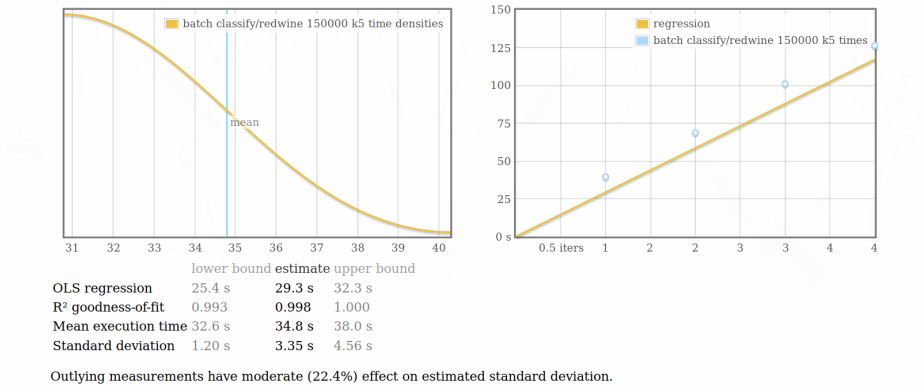 batch classify/redwine 150000 k5 time densities
mean
31 32 33 34 35 36 37 38 39 40
regression
batch classify/redwine 150000 k5 times
150
125
100
75
50
25
0 s
0.5 iters 1 2 2 3 3 4 4
lower bound estimate upper bound
OLS regression 25.4 s 29.3 s 32.3 s
R² goodness-of-fit 0.993 0.998 1.000
Mean execution time 32.6 s 34.8 s 38.0 s
Standard deviation 1.20 s 3.35 s 4.56 s
Outlying measurements have moderate (22.4%) effect on estimated standard deviation.